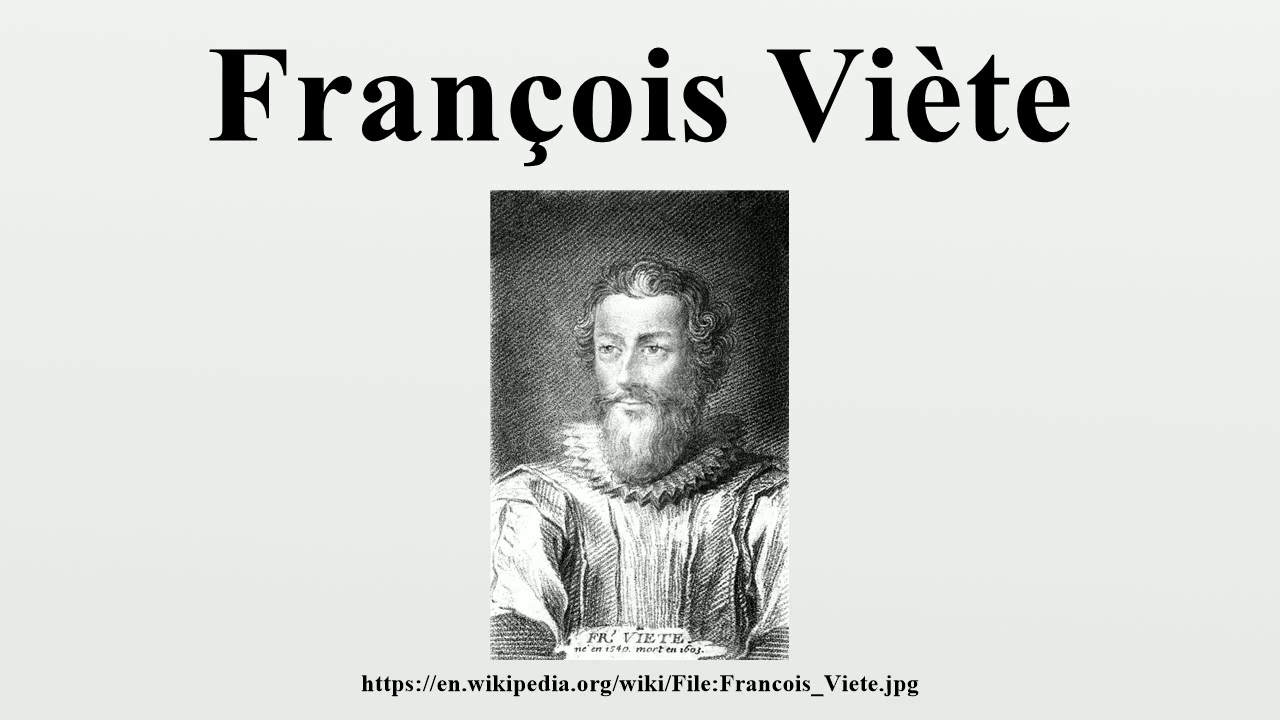 François Viète
FR.s VIETE.
né en 1540. mort en 1603.
https://en.wikipedia.org/wiki/File:Francois_Viete.jpg